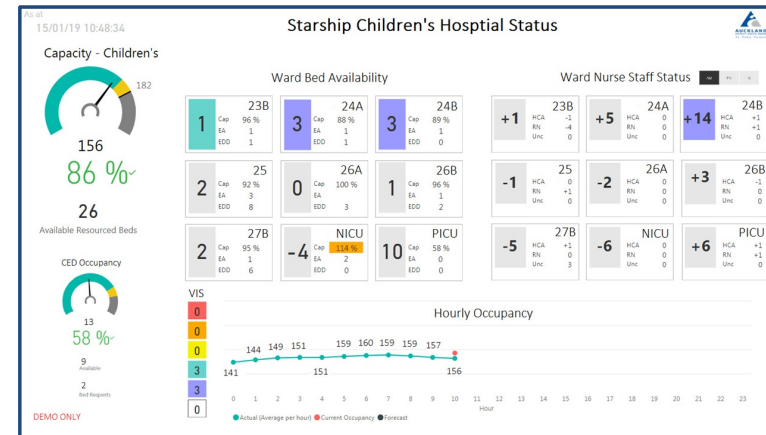 As at
15/01/19 10:48:34
Starship Children's Hosptial Status
AUCKLAND
Capacity - Children's
182
156
86 %
26
Available Resourced Beds
CED Occupancy
13
58 %
9
Available
2
Bed Requests
DEMO ONLY
Ward Bed Availability
23B
1
Cap 96 %
EA 1
EDD 1
24A
3
Cap 88 %
EA 1
EDD 1
24B
3
Cap 89 %
EA 1
EDD 0
25
2
Cap 92 %
EA 3
EDD 8
26A
0
Cap 100 %
EA
EDD 3
26B
1
Cap 96 %
EA 1
EDD 2
27B
2
Cap 95 %
EA 1
EDD 6
NICU
-4
Cap 114 %
EA 2
EDD 0
PICU
10
Cap 58 %
EA 0
EDD 0
Ward Nurse Staff Status
23B
+1
HCA -1
RN -4
Unc 0
24A
+5
HCA 0
RN 0
Unc 0
24B
+14
HCA +1
RN +1
Unc 0
25
-1
HCA 0
RN +1
Unc 0
26A
-2
HCA 0
RN 0
Unc 0
26B
+3
HCA -1
RN 0
Unc 0
27B
-5
HCA +1
RN 0
Unc 3
NICU
-6
HCA 0
RN 0
Unc 0
PICU
+6
HCA +1
RN +1
Unc 0
VIS
0
0
0
3
3
0
Hourly Occupancy
141 144 149 151 151 159 160 159 159 157 156
0 1 2 3 4 5 6 7 8 9 10 11 12 13 14 15 16 17 18 19 20 21 22 23
Hour
Actual (Average per hour) Current Occupancy Forecast